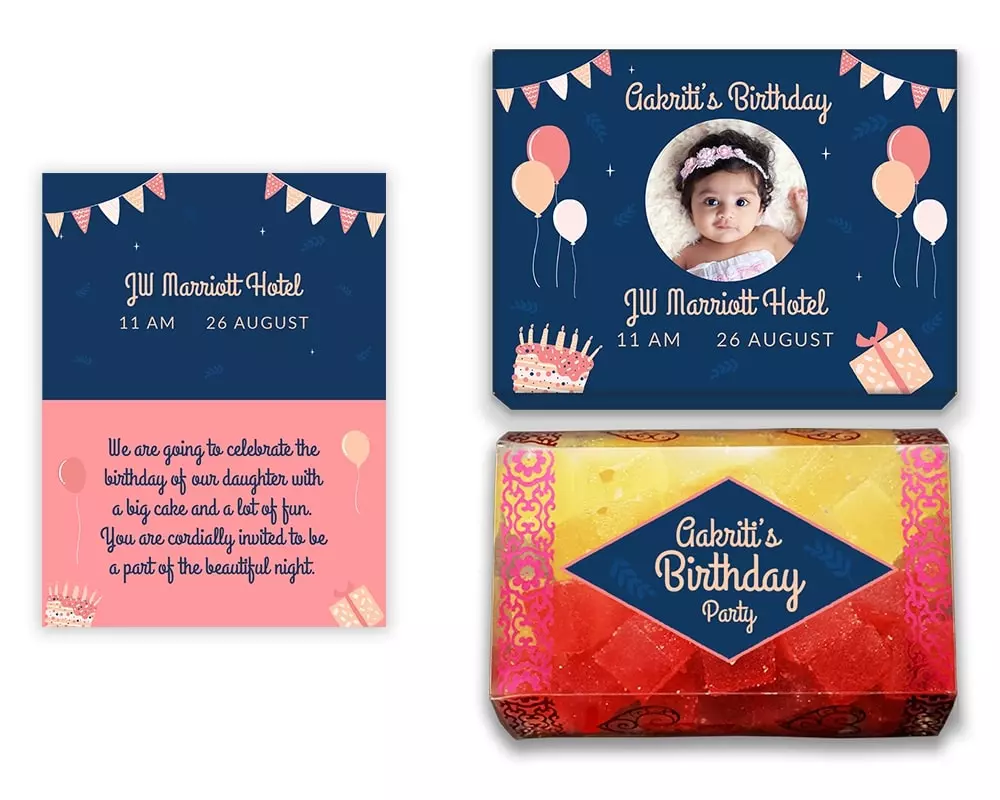 JW Marriott Hotel
11 AM 26 AUGUST
We are going to celebrate the
birthday of our daughter with
a big cake and a lot of fun.
You are cordially invited to be
a part of the beautiful night.
Aakriti's Birthday
JW Marriott Hotel
11 AM 26 AUGUST
Aakriti's
Birthday
Party